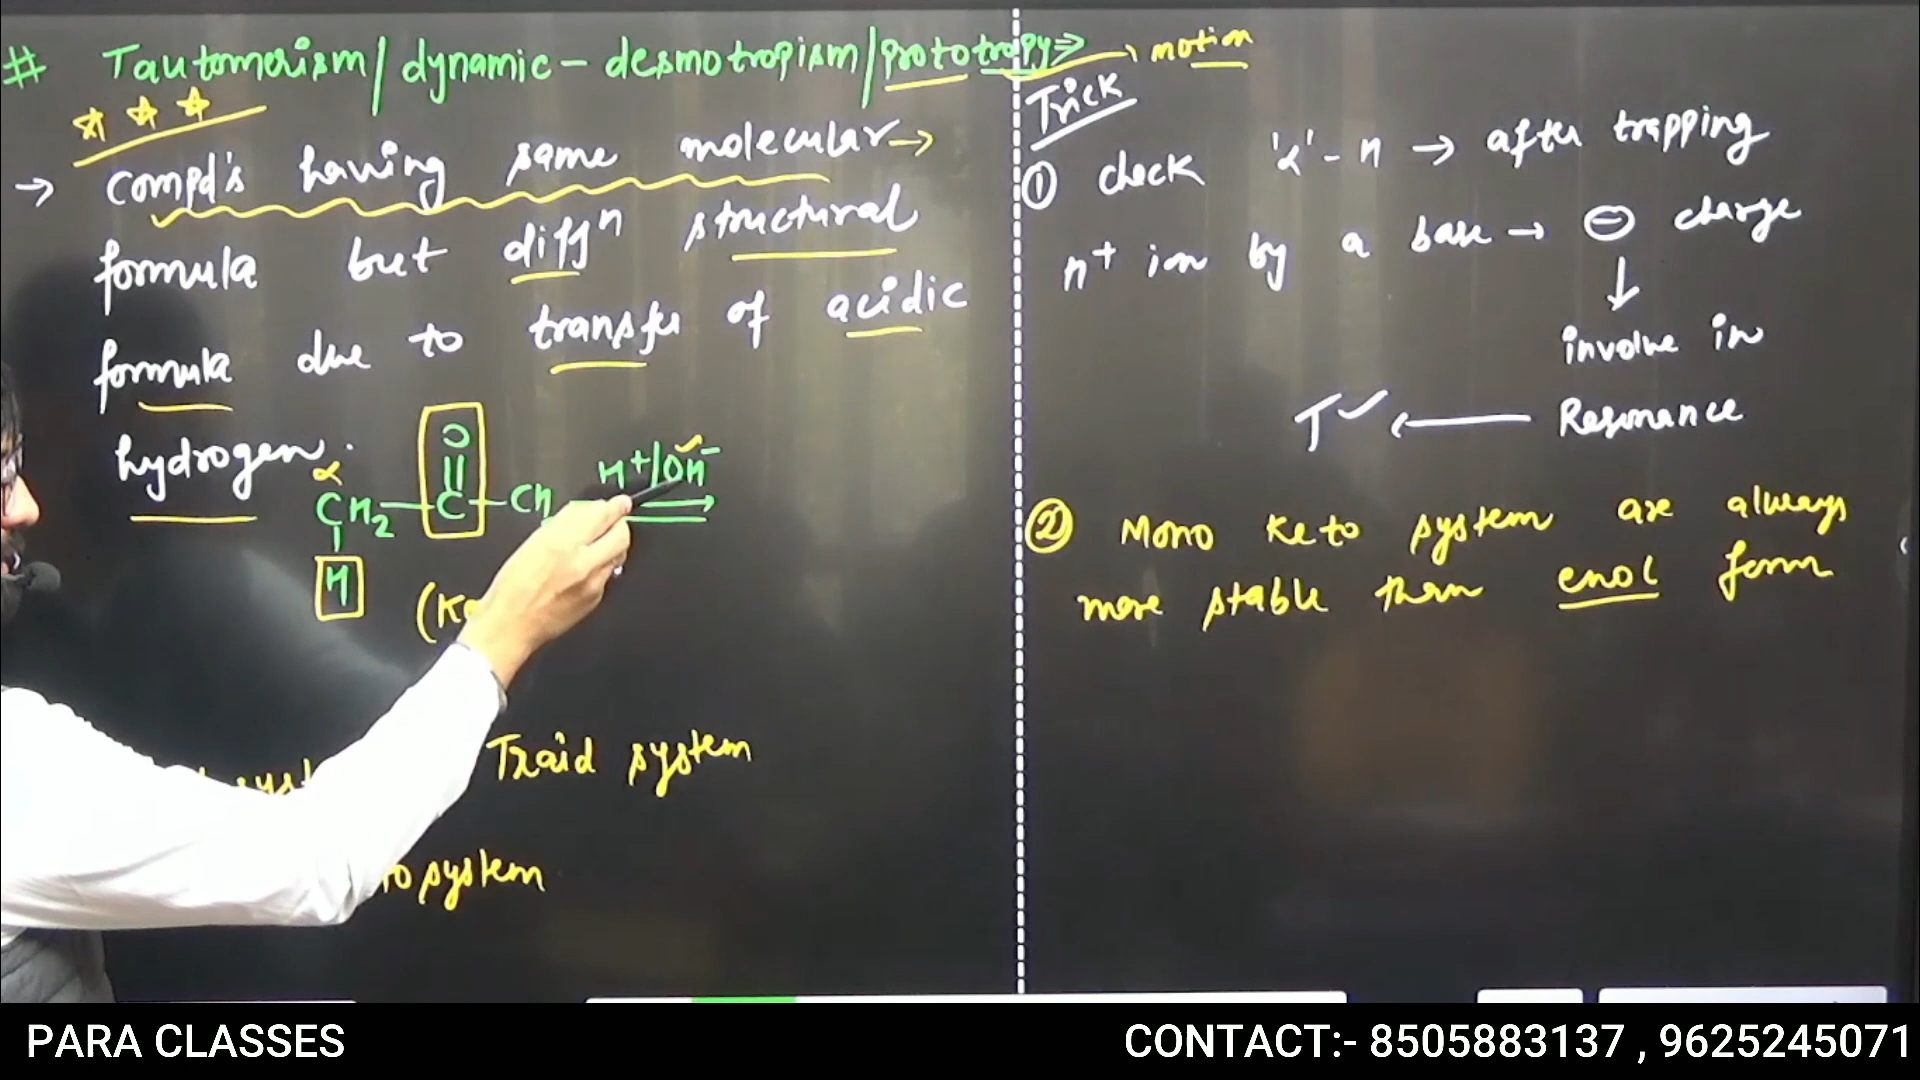 # Tautomerism/dynamic-desmotropism/prototropy⇒ → motion
→ Compd's having same molecular→
formula but diffⁿ structural
formula due to transfer of acidic
hydrogen.
α
O
||
CH₂—C—CH H⁺/OH⁻
|
H
(Ke
Traid system
system
Trick
① check 'α'-H → after trapping
H⁺ ion by a base → ⊖ charge
↓
involve in
T✓ ← Resonance
② Mono Keto system are always
more stable than enol form
PARA CLASSES
CONTACT:- 8505883137 , 9625245071